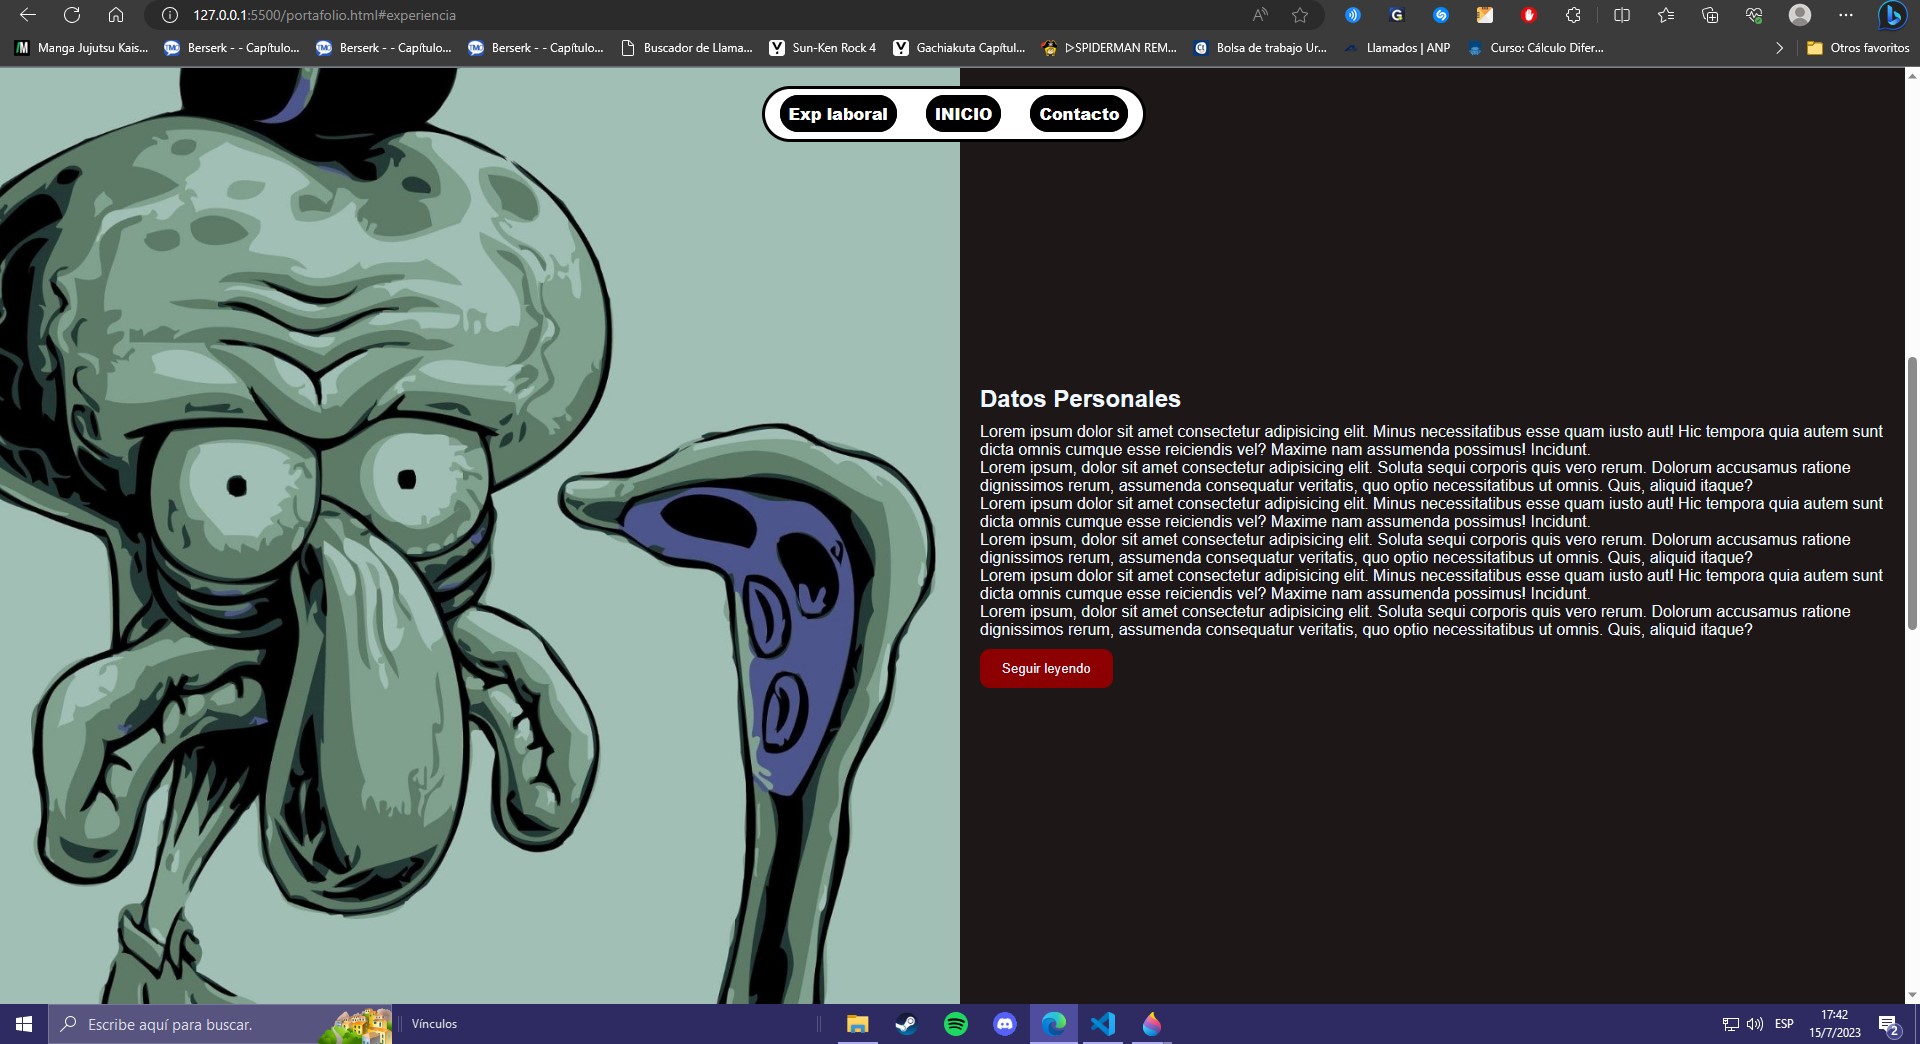 127.0.0.1:5500/portafolio.html#experiencia
Manga Jujutsu Kais...
Berserk - - Capítulo...
Berserk - - Capítulo...
Berserk - - Capítulo...
Buscador de Llama...
Sun-Ken Rock 4
Gachiakuta Capítul...
▷SPIDERMAN REM...
Bolsa de trabajo Ur...
Llamados | ANP
Curso: Cálculo Difer...
Otros favoritos
Exp laboral
INICIO
Contacto
Datos Personales
Lorem ipsum dolor sit amet consectetur adipisicing elit. Minus necessitatibus esse quam iusto aut! Hic tempora quia autem sunt
dicta omnis cumque esse reiciendis vel? Maxime nam assumenda possimus! Incidunt.
Lorem ipsum, dolor sit amet consectetur adipisicing elit. Soluta sequi corporis quis vero rerum. Dolorum accusamus ratione
dignissimos rerum, assumenda consequatur veritatis, quo optio necessitatibus ut omnis. Quis, aliquid itaque?
Lorem ipsum dolor sit amet consectetur adipisicing elit. Minus necessitatibus esse quam iusto aut! Hic tempora quia autem sunt
dicta omnis cumque esse reiciendis vel? Maxime nam assumenda possimus! Incidunt.
Lorem ipsum, dolor sit amet consectetur adipisicing elit. Soluta sequi corporis quis vero rerum. Dolorum accusamus ratione
dignissimos rerum, assumenda consequatur veritatis, quo optio necessitatibus ut omnis. Quis, aliquid itaque?
Lorem ipsum dolor sit amet consectetur adipisicing elit. Minus necessitatibus esse quam iusto aut! Hic tempora quia autem sunt
dicta omnis cumque esse reiciendis vel? Maxime nam assumenda possimus! Incidunt.
Lorem ipsum, dolor sit amet consectetur adipisicing elit. Soluta sequi corporis quis vero rerum. Dolorum accusamus ratione
dignissimos rerum, assumenda consequatur veritatis, quo optio necessitatibus ut omnis. Quis, aliquid itaque?
Seguir leyendo
Escribe aquí para buscar.
Vínculos
ESP
17:42
15/7/2023
2